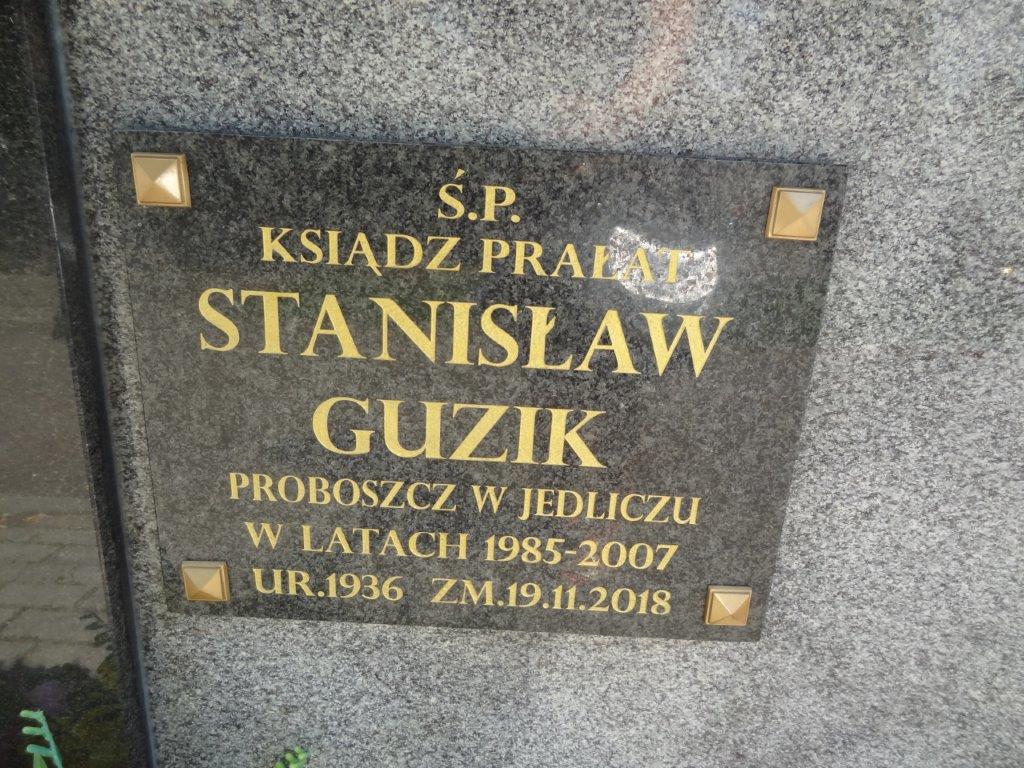 Ś.P.
KSIĄDZ PRAŁAT
STANISŁAW
GUZIK
PROBOSZCZ W JEDLICZU
W LATACH 1985-2007
UR.1936 ZM.19.11.2018